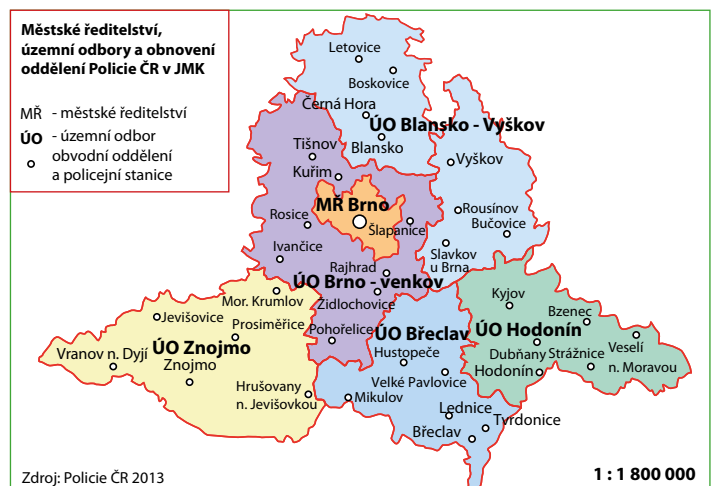 Městské ředitelství,
územní odbory a obnovení
oddělení Policie ČR v JMK
MŘ - městské ředitelství
ÚO - územní odbor
obvodní oddělení
a policejní stanice
Letovice
Boskovice
Černá Hora
ÚO Blansko - Vyškov
Blansko
Tišnov
Vyškov
Kuřim
MŘ Brno
Rosice
Šlapanice
Rousínov
Bučovice
Ivančice
Slavkov
u Brna
Rajhrad
ÚO Brno - venkov
Mor. Krumlov
Židlochovice
Kyjov
Bzenec
Jevišovice
Prosiměřice
Pohořelice
ÚO Břeclav
ÚO Hodonín
Vranov n. Dyjí
ÚO Znojmo
Znojmo
Hustopeče
Dubňany
Strážnice
Veselí
n. Moravou
Hodonín
Velké Pavlovice
Hrušovany
n. Jevišovkou
Mikulov
Lednice
Tvrdonice
Břeclav
Zdroj: Policie ČR 2013
1 : 1 800 000